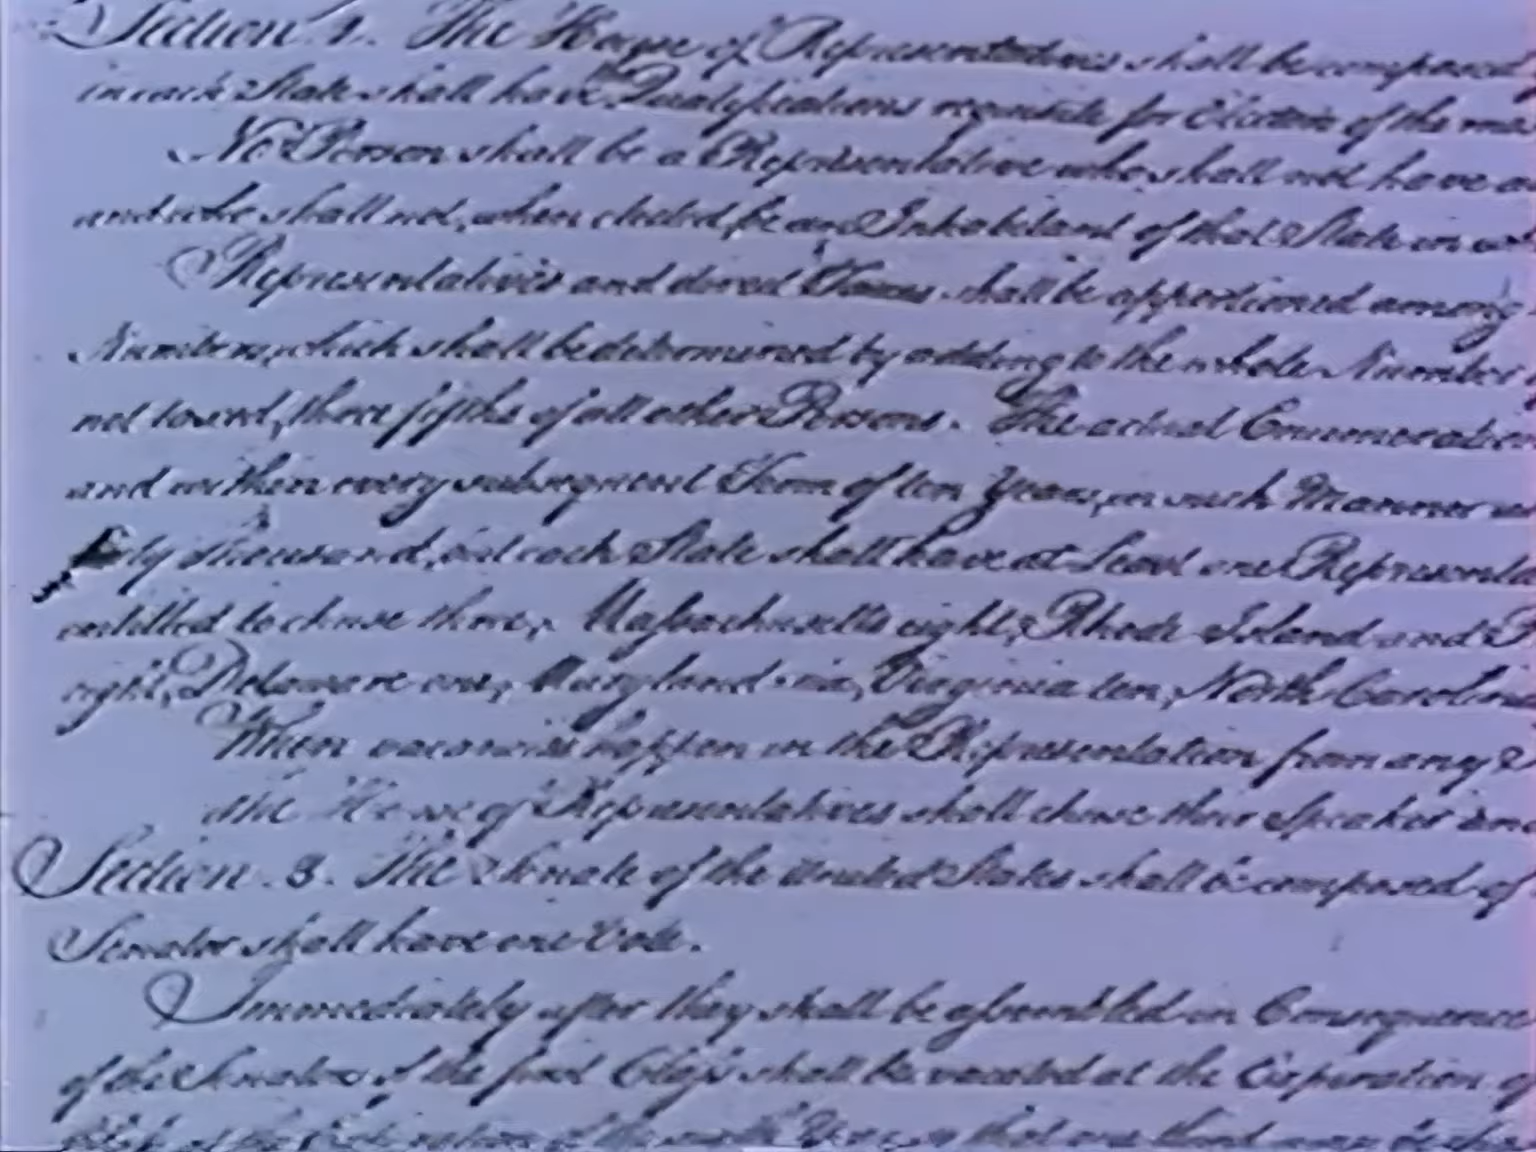 Section. 2. The House of Representatives shall be composed
in each State shall have the Qualifications requisite for Electors of the
No Person shall be a Representative who shall not have
and who shall not, when elected, be an Inhabitant of that State in
Representatives and direct Taxes shall be apportioned among
Numbers, which shall be determined by adding to the whole Number
not taxed, three fifths of all other Persons. The actual Enumeration
and within every subsequent Term of ten Years, in such Manner
thirty Thousand, but each State shall have at Least one Representa
entitled to chuse three, Massachusetts eight, Rhode Island and
eight, Delaware one, Maryland six, Virginia ten, North Carolina
When vacancies happen in the Representation from any
The House of Representatives shall chuse their Speaker and
Section. 3. The Senate of the United States shall be composed of
Senator shall have one Vote.
Immediately after they shall be assembled in Consequence
of the Senators of the first Class shall be vacated at the Expiration of